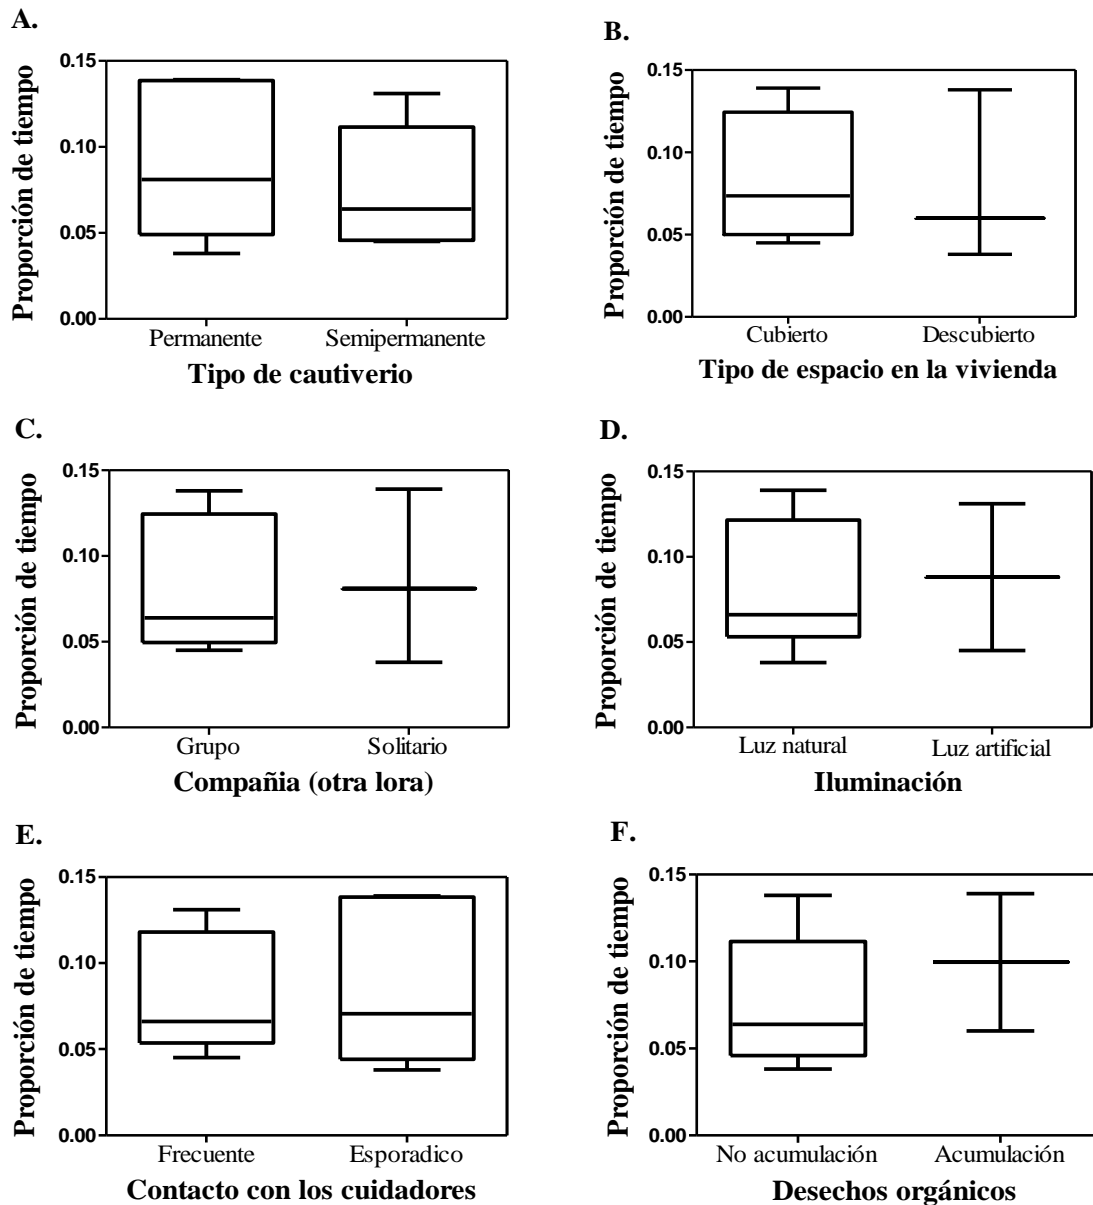 A.
Proporción de tiempo
0.15
0.10
0.05
0.00
Permanente Semipermanente
Tipo de cautiverio
B.
Proporción de tiempo
0.15
0.10
0.05
0.00
Cubierto Descubierto
Tipo de espacio en la vivienda
C.
Proporción de tiempo
0.15
0.10
0.05
0.00
Grupo Solitario
Compañia (otra lora)
D.
Proporción de tiempo
0.15
0.10
0.05
0.00
Luz natural Luz artificial
Iluminación
E.
Proporción de tiempo
0.15
0.10
0.05
0.00
Frecuente Esporadico
Contacto con los cuidadores
F.
Proporción de tiempo
0.15
0.10
0.05
0.00
No acumulación Acumulación
Desechos orgánicos